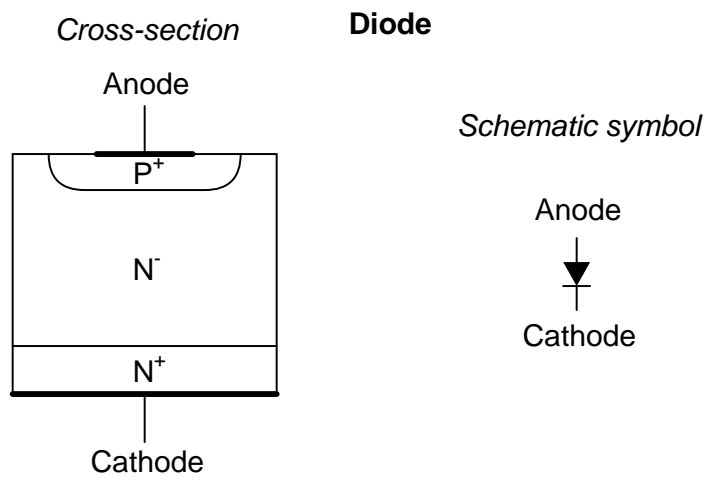 Diode
Cross-section
Anode
P+
N-
N+
Cathode
Schematic symbol
Anode
Cathode